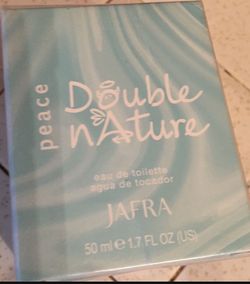 peace
Double
nAture
eau de toilette
agua de tocador
JAFRA
50 ml e 1.7 FL OZ (US)